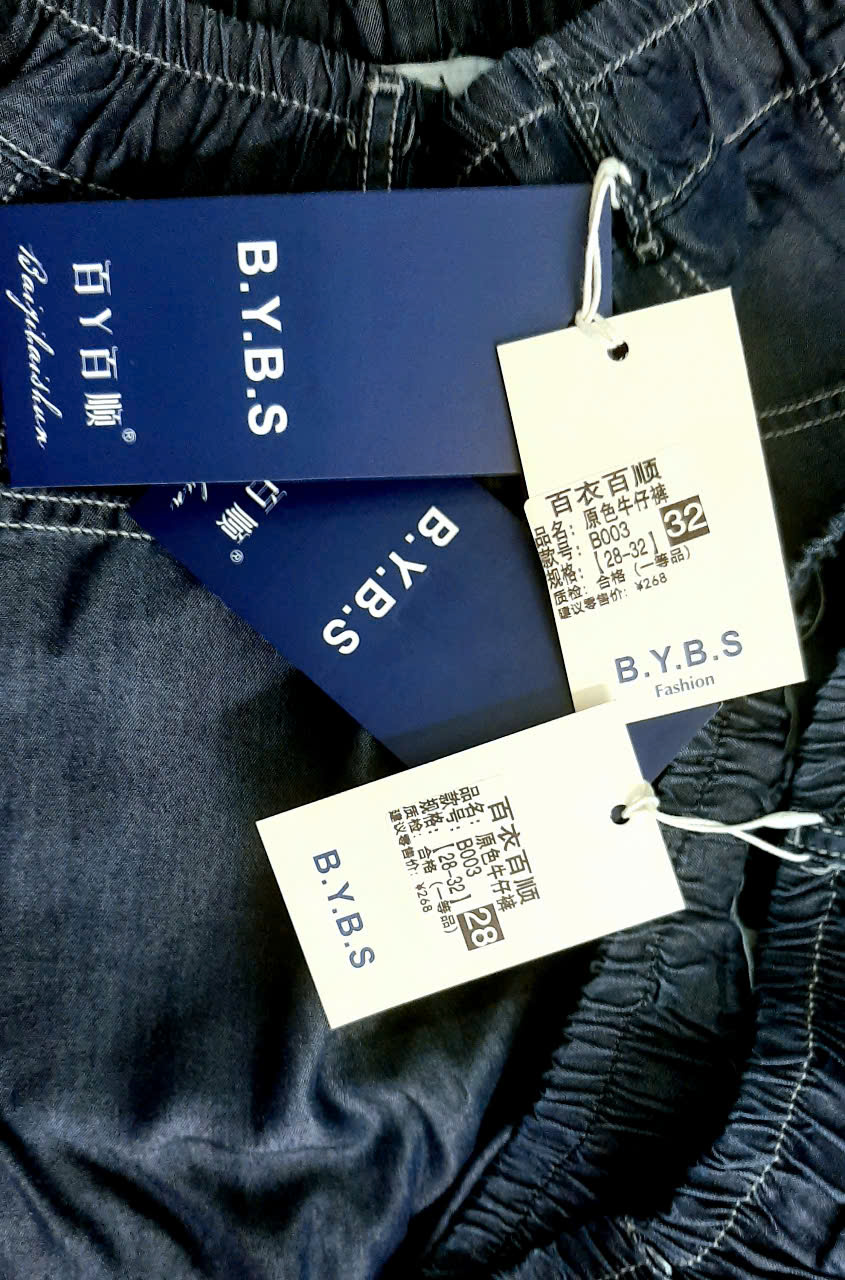 B.Y.B.S
百丫百顺®
B.Y.B.S
百顺®
百衣百顺
品名：原色牛仔裤
款号：B003
规格：【28-32】
32
质检：合格（一等品）
建议零售价：¥268
B.Y.B.S
Fashion
百衣百顺
品名：原色牛仔裤
款号：B003
规格：【28-32】
28
质检：合格（一等品）
建议零售价：¥268
B.Y.B.S